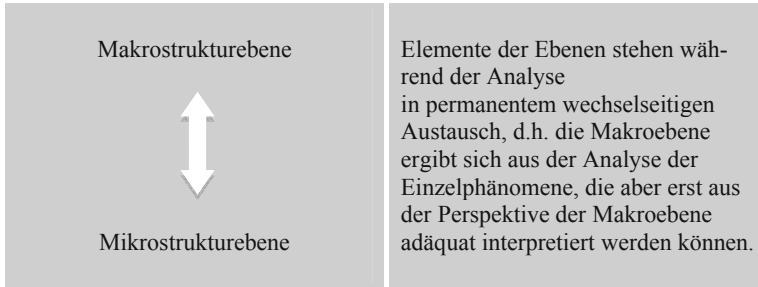 Makrostrukturebene
Mikrostrukturebene
Elemente der Ebenen stehen wäh-
rend der Analyse
in permanentem wechselseitigen
Austausch, d.h. die Makroebene
ergibt sich aus der Analyse der
Einzelphänomene, die aber erst aus
der Perspektive der Makroebene
adäquat interpretiert werden können.